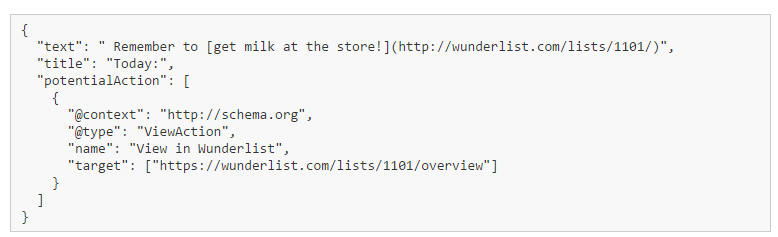 {
  "text": " Remember to [get milk at the store!](http://wunderlist.com/lists/1101/)",
  "title": "Today:",
  "potentialAction": [
    {
      "@context": "http://schema.org",
      "@type": "ViewAction",
      "name": "View in Wunderlist",
      "target": ["https://wunderlist.com/lists/1101/overview"]
    }
  ]
}